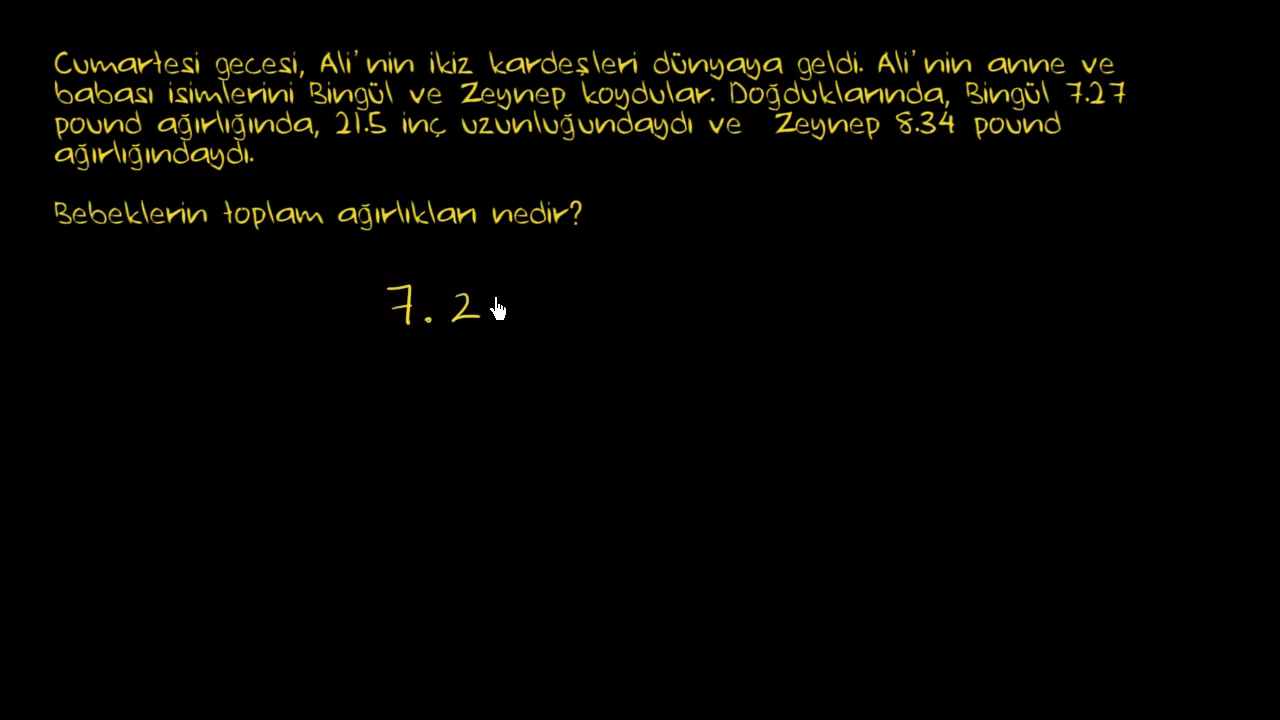 Cumartesi gecesi, Ali'nin ikiz kardeşleri dünyaya geldi. Ali'nin anne ve
babası isimlerini Bingül ve Zeynep koydular. Doğduklarında, Bingül 7.27
pound ağırlığında, 21.5 inç uzunluğundaydı ve Zeynep 8.34 pound
ağırlığındaydı.
Bebeklerin toplam ağırlıkları nedir?
7.2